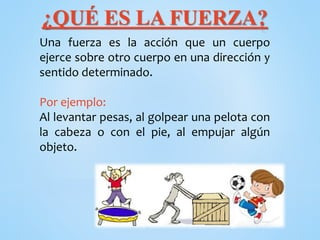 ¿QUÉ ES LA FUERZA?
Una fuerza es la acción que un cuerpo
ejerce sobre otro cuerpo en una dirección y
sentido determinado.
Por ejemplo:
Al levantar pesas, al golpear una pelota con
la cabeza o con el pie, al empujar algún
objeto.